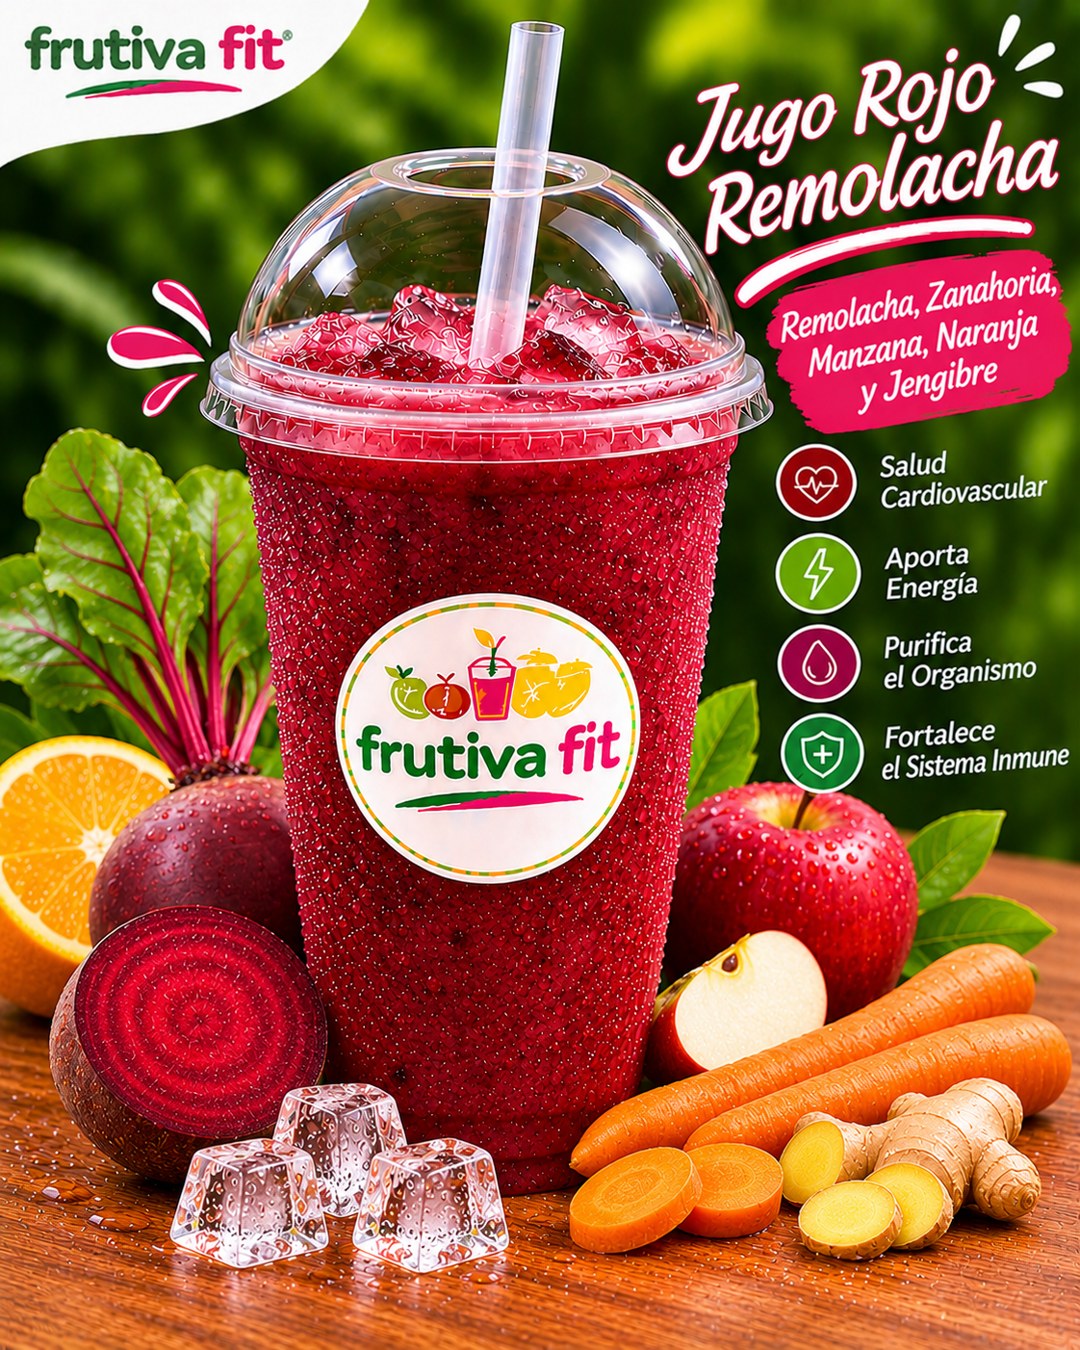 frutiva fit®
Jugo Rojo
Remolacha
Remolacha, Zanahoria,
Manzana, Naranja
y Jengibre
Salud
Cardiovascular
Aporta
Energía
Purifica
el Organismo
Fortalece
el Sistema Inmune
frutiva fit